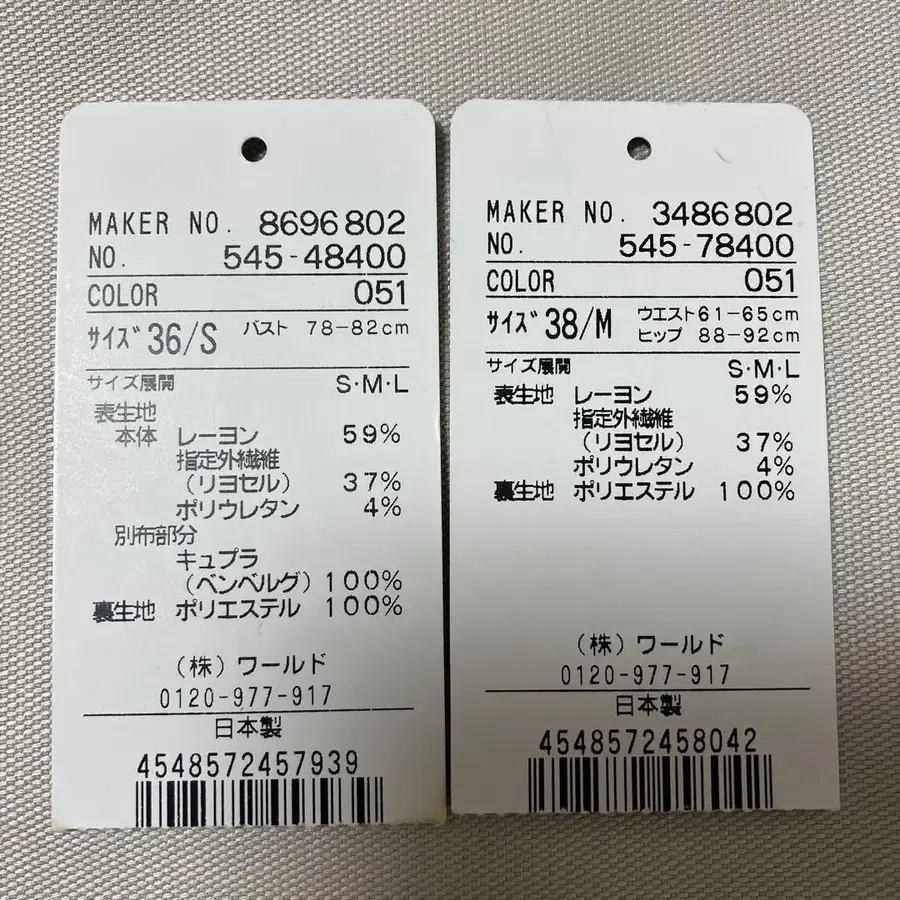 MAKER NO. 8696802
NO. 545-48400
COLOR 051
サイズ 36/S バスト 78-82cm
サイズ展開 S・M・L
表生地
本体 レーヨン 59%
指定外繊維
(リヨセル) 37%
ポリウレタン 4%
別布部分
キュプラ
(ベンベルグ) 100%
裏生地 ポリエステル 100%
(株)ワールド
0120-977-917
日本製
4548572457939
MAKER NO. 3486802
NO. 545-78400
COLOR 051
サイズ 38/M ウエスト61-65cm
ヒップ 88-92cm
サイズ展開 S・M・L
表生地 レーヨン 59%
指定外繊維
(リヨセル) 37%
ポリウレタン 4%
裏生地 ポリエステル 100%
(株)ワールド
0120-977-917
日本製
4548572458042